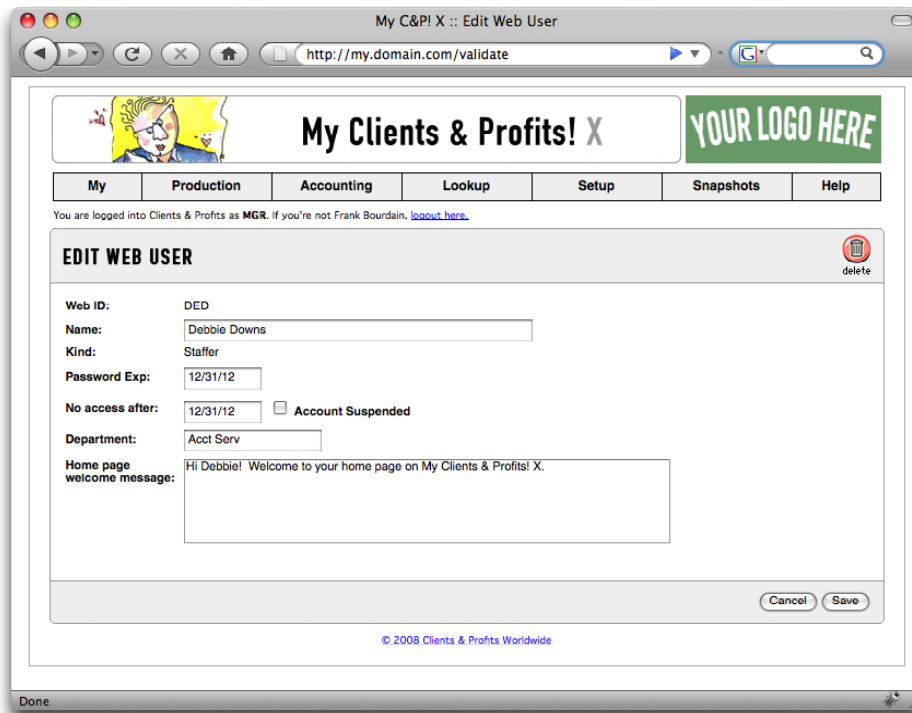 My C&P! X :: Edit Web User
http://my.domain.com/validate
G
My Clients & Profits! X
YOUR LOGO HERE
My Production Accounting Lookup Setup Snapshots Help
You are logged into Clients & Profits as MGR. If you're not Frank Bourdain, logout here.
EDIT WEB USER
delete
Web ID: DED
Name: Debbie Downs
Kind: Staffer
Password Exp: 12/31/12
No access after: 12/31/12 Account Suspended
Department: Acct Serv
Home page
welcome message:
Hi Debbie! Welcome to your home page on My Clients & Profits! X.
Cancel Save
© 2008 Clients & Profits Worldwide
Done